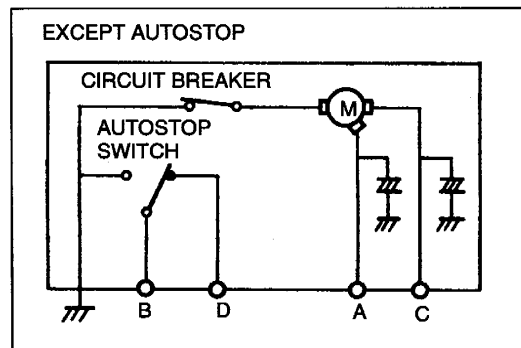 EXCEPT AUTOSTOP
CIRCUIT BREAKER
M
AUTOSTOP
SWITCH
B D A C